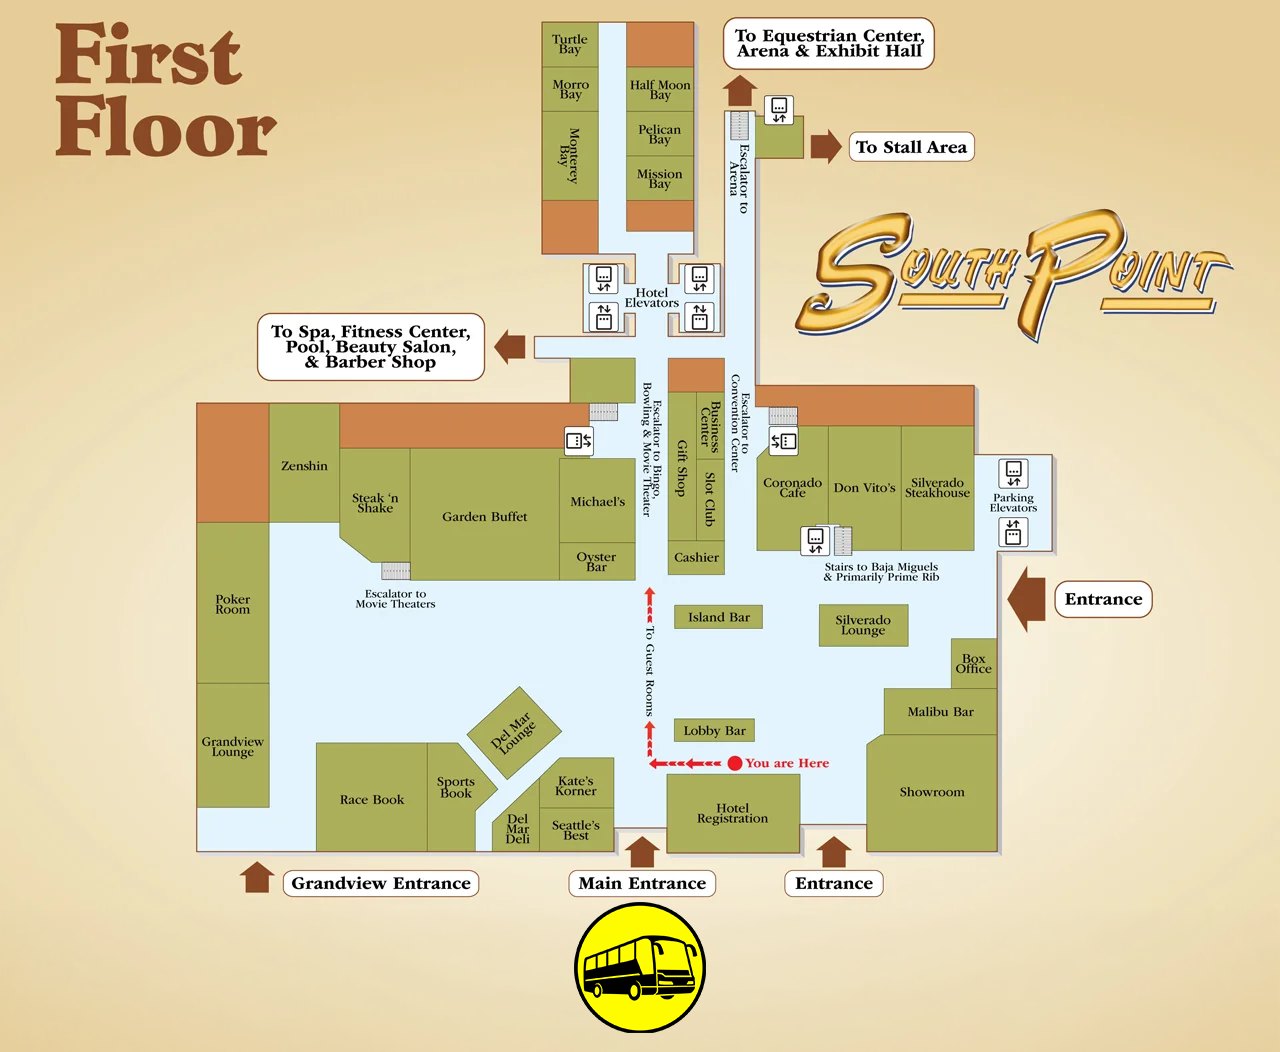 First
Floor
Turtle
Bay
Morro
Bay
Monterey
Bay
Half Moon
Bay
Pelican
Bay
Mission
Bay
To Equestrian Center,
Arena & Exhibit Hall
To Stall Area
Escalator to
Arena
SOUTH POINT
Hotel
Elevators
To Spa, Fitness Center,
Pool, Beauty Salon,
& Barber Shop
Escalator to Bingo,
Bowling & Movie Theater
Gift Shop
Business
Center
Slot Club
Cashier
Escalator to
Convention Center
Zenshin
Steak 'n
Shake
Garden Buffet
Michael's
Oyster
Bar
Coronado
Cafe
Don Vito's
Silverado
Steakhouse
Parking
Elevators
Stairs to Baja Miguels
& Primarily Prime Rib
Escalator to
Movie Theaters
Entrance
Poker
Room
Island Bar
Silverado
Lounge
To Guest Rooms
Box
Office
Malibu Bar
Grandview
Lounge
Del Mar
Lounge
Lobby Bar
You are Here
Race Book
Sports
Book
Kate's
Korner
Del
Mar
Deli
Seattle's
Best
Hotel
Registration
Showroom
Grandview Entrance
Main Entrance
Entrance